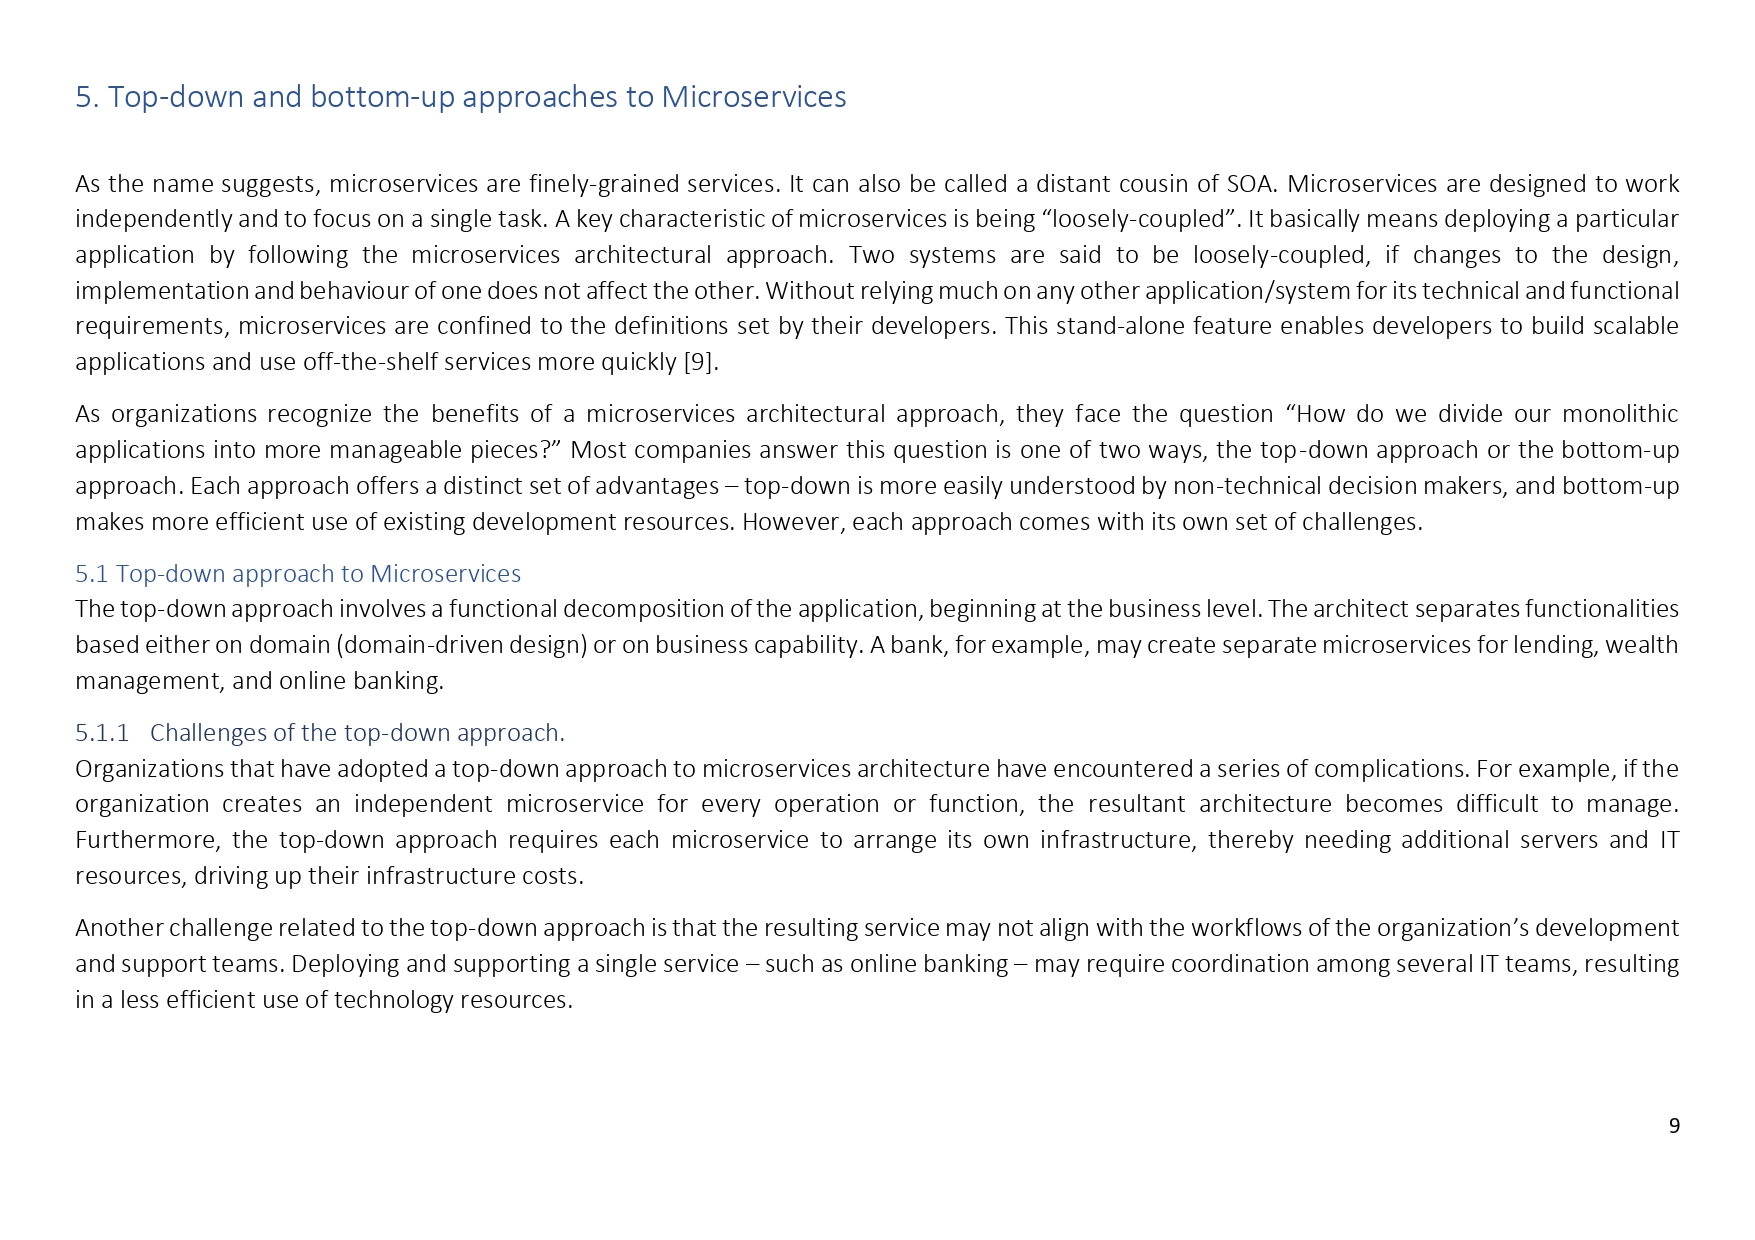 5. Top-down and bottom-up approaches to Microservices
As the name suggests, microservices are finely-grained services. It can also be called a distant cousin of SOA. Microservices are designed to work
independently and to focus on a single task. A key characteristic of microservices is being “loosely-coupled”. It basically means deploying a particular
application by following the microservices architectural approach. Two systems are said to be loosely-coupled, if changes to the design,
implementation and behaviour of one does not affect the other. Without relying much on any other application/system for its technical and functional
requirements, microservices are confined to the definitions set by their developers. This stand-alone feature enables developers to build scalable
applications and use off-the-shelf services more quickly [9].
As organizations recognize the benefits of a microservices architectural approach, they face the question “How do we divide our monolithic
applications into more manageable pieces?” Most companies answer this question is one of two ways, the top-down approach or the bottom-up
approach. Each approach offers a distinct set of advantages – top-down is more easily understood by non-technical decision makers, and bottom-up
makes more efficient use of existing development resources. However, each approach comes with its own set of challenges.
5.1 Top-down approach to Microservices
The top-down approach involves a functional decomposition of the application, beginning at the business level. The architect separates functionalities
based either on domain (domain-driven design) or on business capability. A bank, for example, may create separate microservices for lending, wealth
management, and online banking.
5.1.1 Challenges of the top-down approach.
Organizations that have adopted a top-down approach to microservices architecture have encountered a series of complications. For example, if the
organization creates an independent microservice for every operation or function, the resultant architecture becomes difficult to manage.
Furthermore, the top-down approach requires each microservice to arrange its own infrastructure, thereby needing additional servers and IT
resources, driving up their infrastructure costs.
Another challenge related to the top-down approach is that the resulting service may not align with the workflows of the organization’s development
and support teams. Deploying and supporting a single service – such as online banking – may require coordination among several IT teams, resulting
in a less efficient use of technology resources.
9